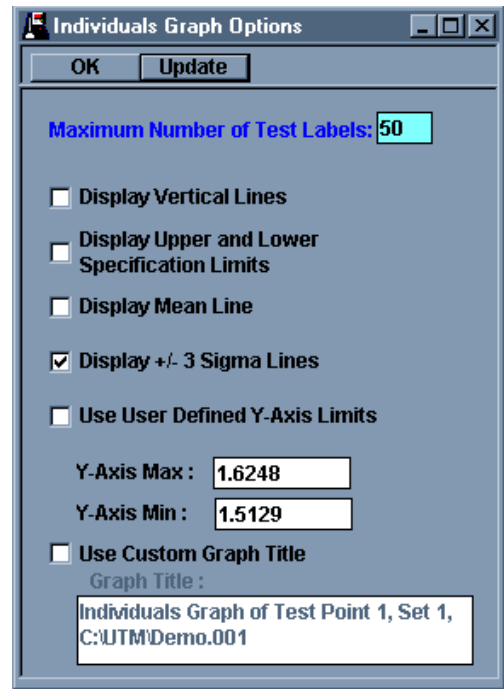 Individuals Graph Options
OK Update
Maximum Number of Test Labels: 50
Display Vertical Lines
Display Upper and Lower
Specification Limits
Display Mean Line
Display +/- 3 Sigma Lines
Use User Defined Y-Axis Limits
Y-Axis Max : 1.6248
Y-Axis Min : 1.5129
Use Custom Graph Title
Graph Title :
Individuals Graph of Test Point 1, Set 1,
C:\UTM\Demo.001